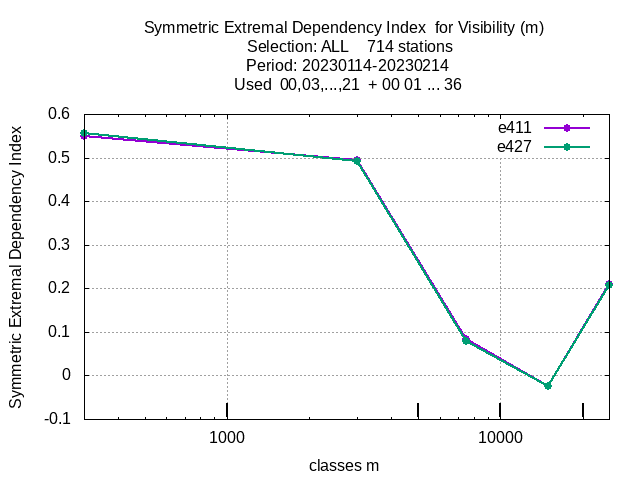 Symmetric Extremal Dependency Index  for Visibility (m)
Selection: ALL    714 stations
Period: 20230114-20230214
Used  00,03,...,21  + 00 01 ... 36
e411
e427
Symmetric Extremal Dependency Index
0.6
0.5
0.4
0.3
0.2
0.1
0
-0.1
1000
10000
classes m